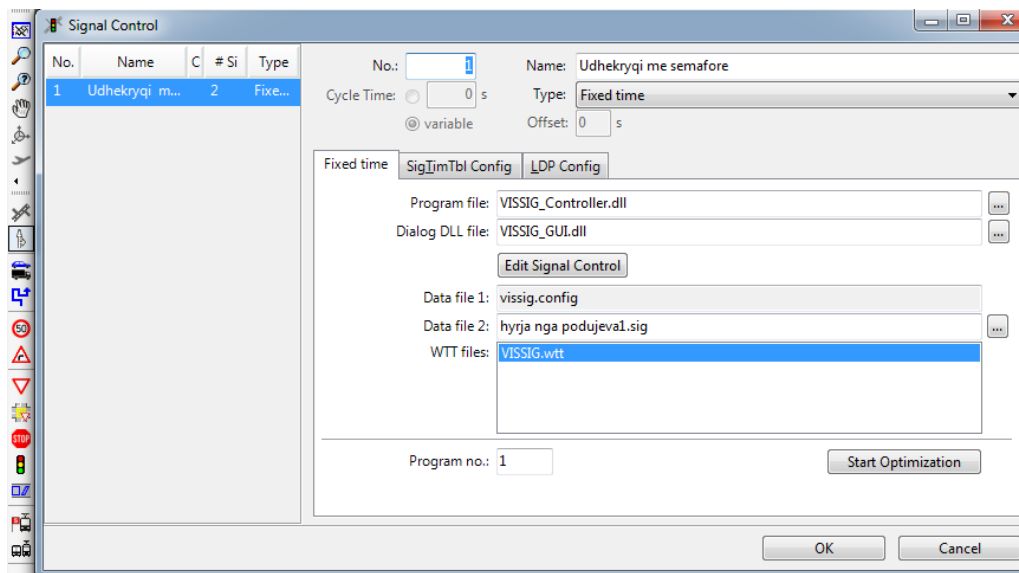 Signal Control
No. Name C # Si Type
1 Udhekryqi m... 2 Fixe...
No.: 1 Name: Udhekryqi me semafore
Cycle Time: 0 s Type: Fixed time
variable Offset: 0 s
Fixed time SigTimTbl Config LDP Config
Program file: VISSIG_Controller.dll ...
Dialog DLL file: VISSIG_GUI.dll ...
Edit Signal Control
Data file 1: vissig.config
Data file 2: hyrja nga podujeva1.sig ...
WTT files: VISSIG.wtt
Program no.: 1 Start Optimization
OK Cancel
50
STOP